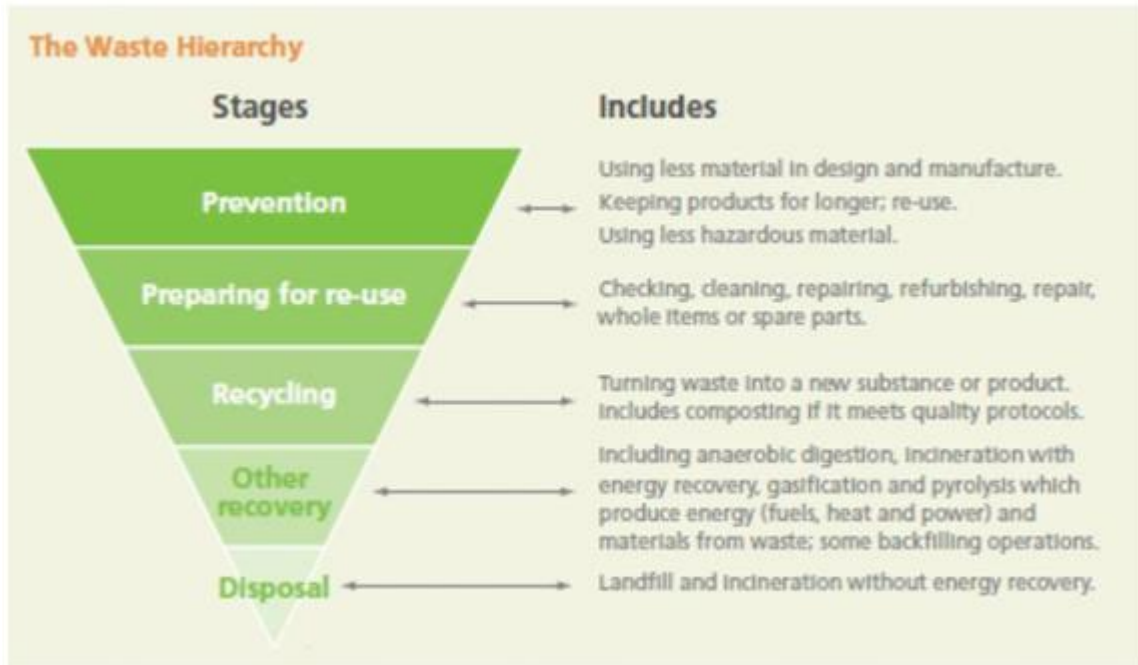 The Waste Hierarchy
Stages
Includes
Prevention
Using less material in design and manufacture.
Keeping products for longer; re-use.
Using less hazardous material.
Preparing for re-use
Checking, cleaning, repairing, refurbishing, repair,
whole items or spare parts.
Recycling
Turning waste into a new substance or product.
Includes composting if it meets quality protocols.
Other
recovery
Including anaerobic digestion, incineration with
energy recovery, gasification and pyrolysis which
produce energy (fuels, heat and power) and
materials from waste; some backfilling operations.
Disposal
Landfill and incineration without energy recovery.